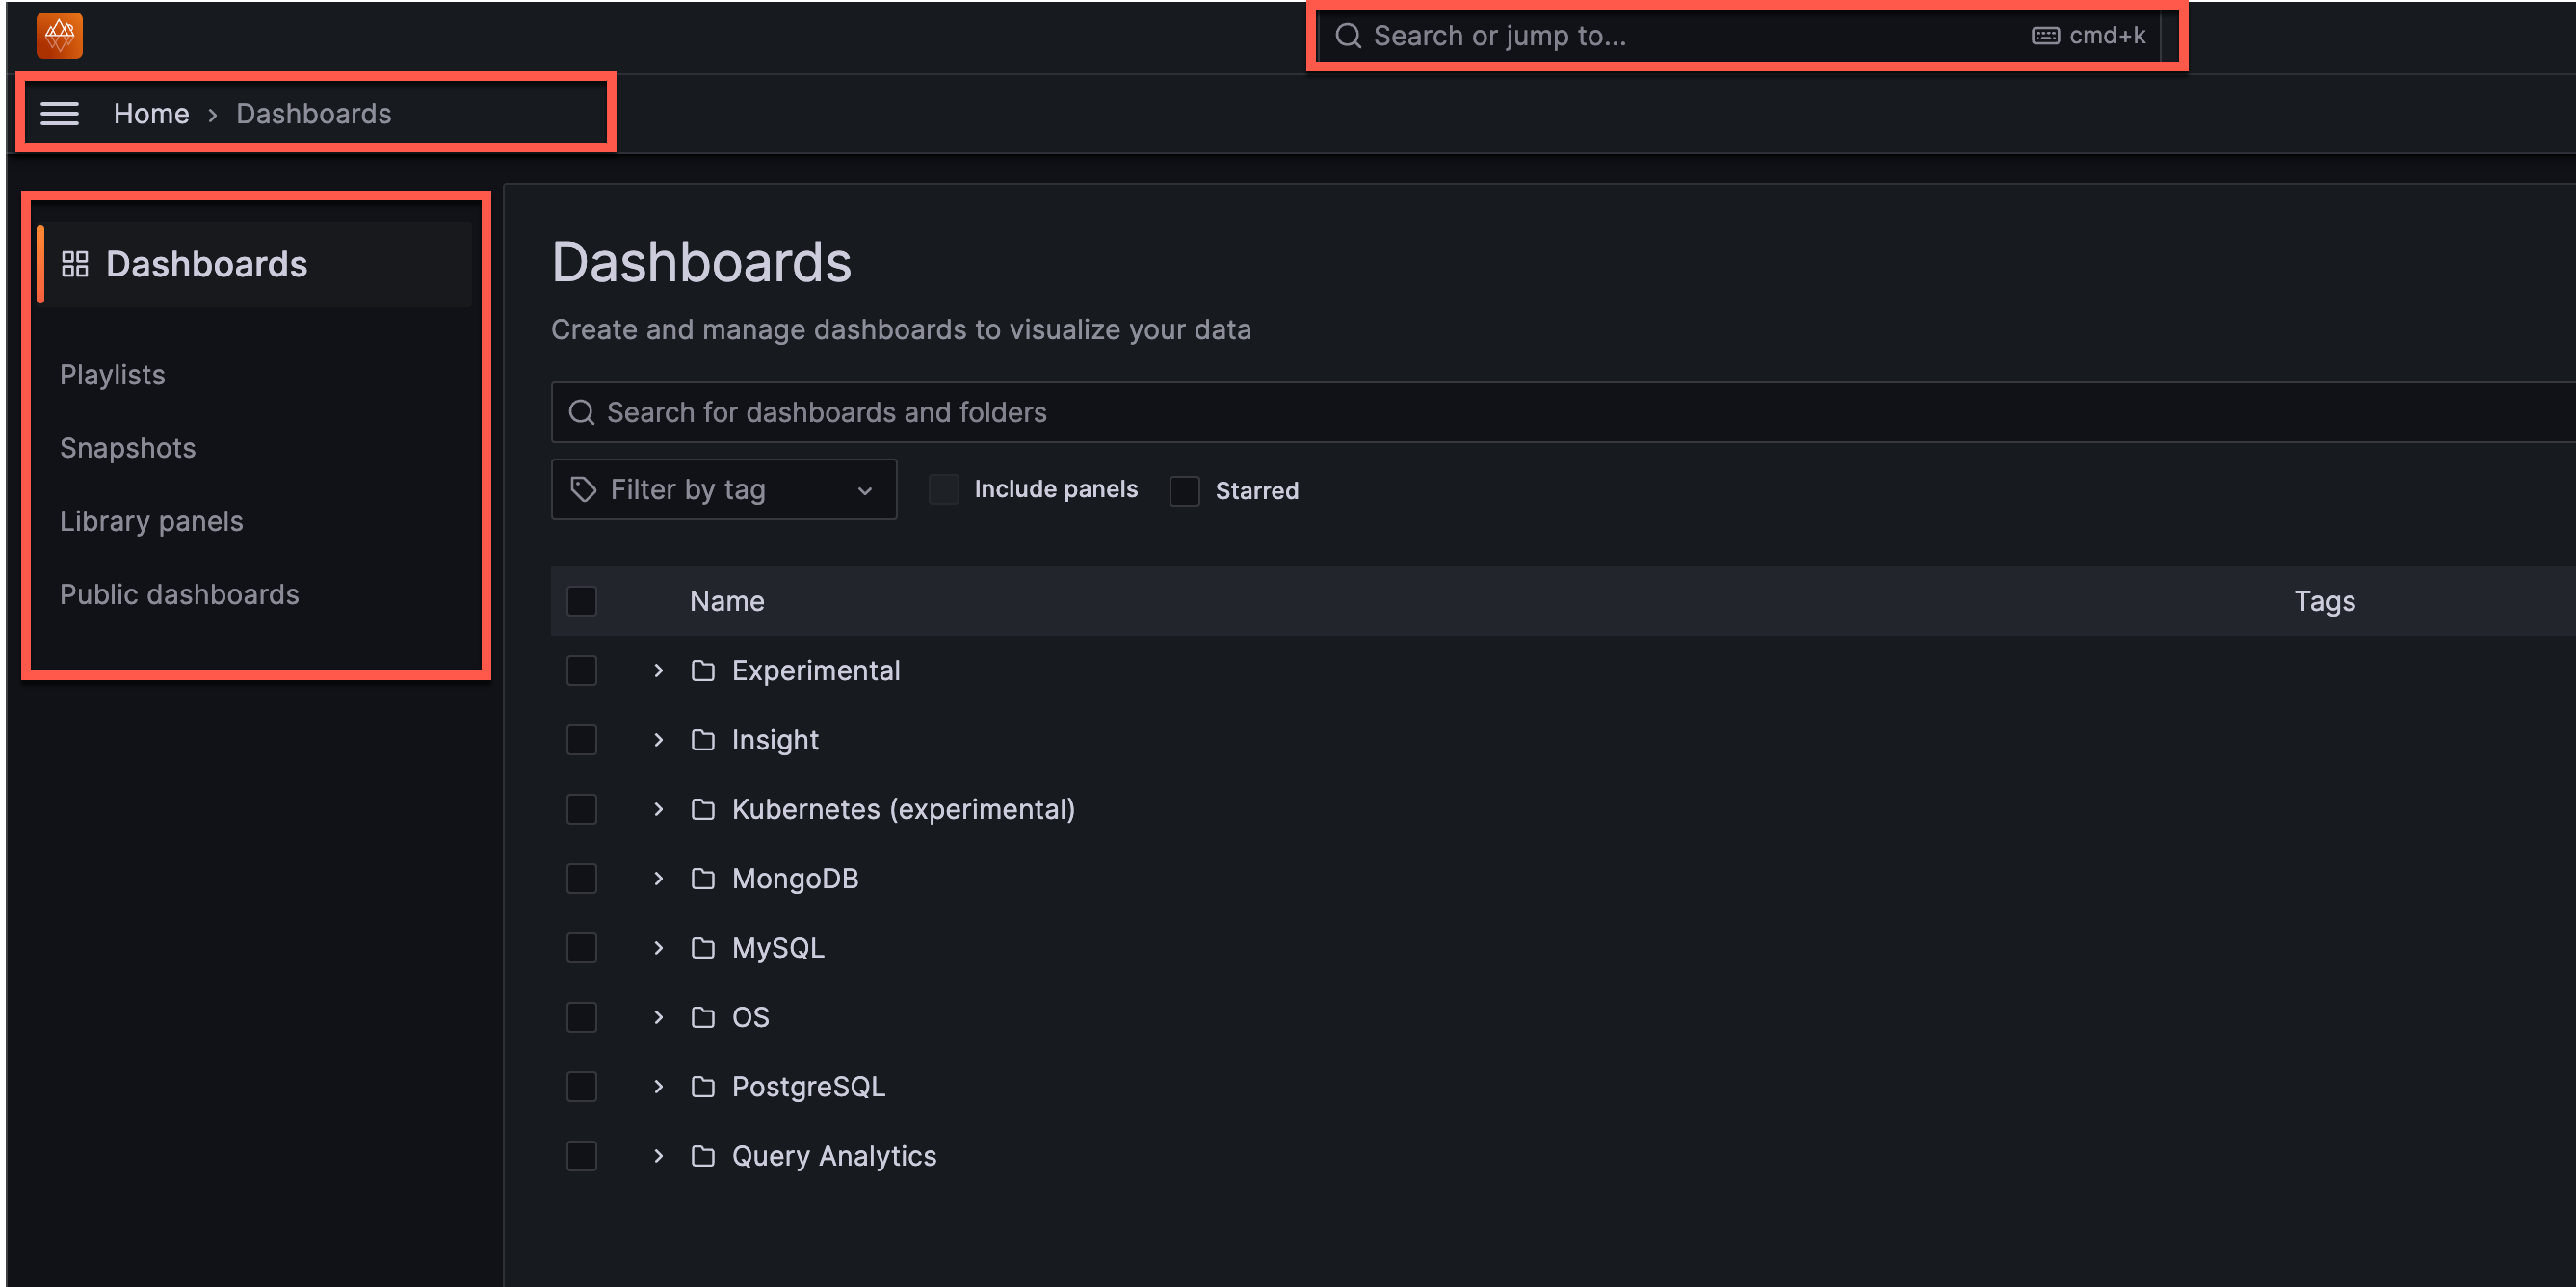 Search or jump to...
cmd+k
Home > Dashboards
Dashboards
Playlists
Snapshots
Library panels
Public dashboards
Dashboards
Create and manage dashboards to visualize your data
Search for dashboards and folders
Filter by tag
Include panels
Starred
Name
Tags
Experimental
Insight
Kubernetes (experimental)
MongoDB
MySQL
OS
PostgreSQL
Query Analytics